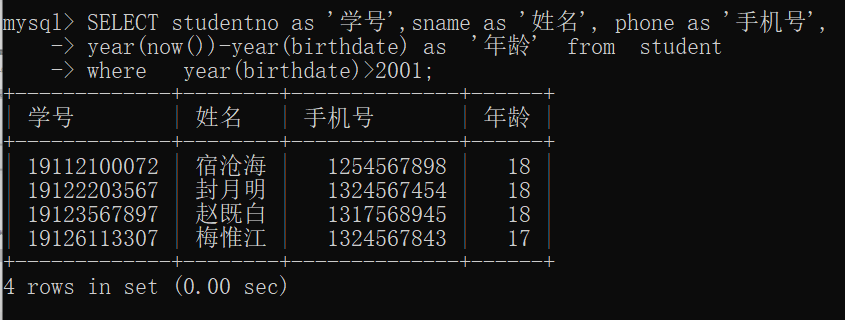 mysql> SELECT studentno as '学号',sname as '姓名', phone as '手机号',
    -> year(now())-year(birthdate) as  '年龄'  from  student
    -> where   year(birthdate)>2001;
+-------------+--------+--------------+------+
| 学号        | 姓名   | 手机号       | 年龄 |
+-------------+--------+--------------+------+
| 19112100072 | 宿沧海 |   1254567898 |   18 |
| 19122203567 | 封月明 |   1324567454 |   18 |
| 19123567897 | 赵既白 |   1317568945 |   18 |
| 19126113307 | 梅惟江 |   1324567843 |   17 |
+-------------+--------+--------------+------+
4 rows in set (0.00 sec)